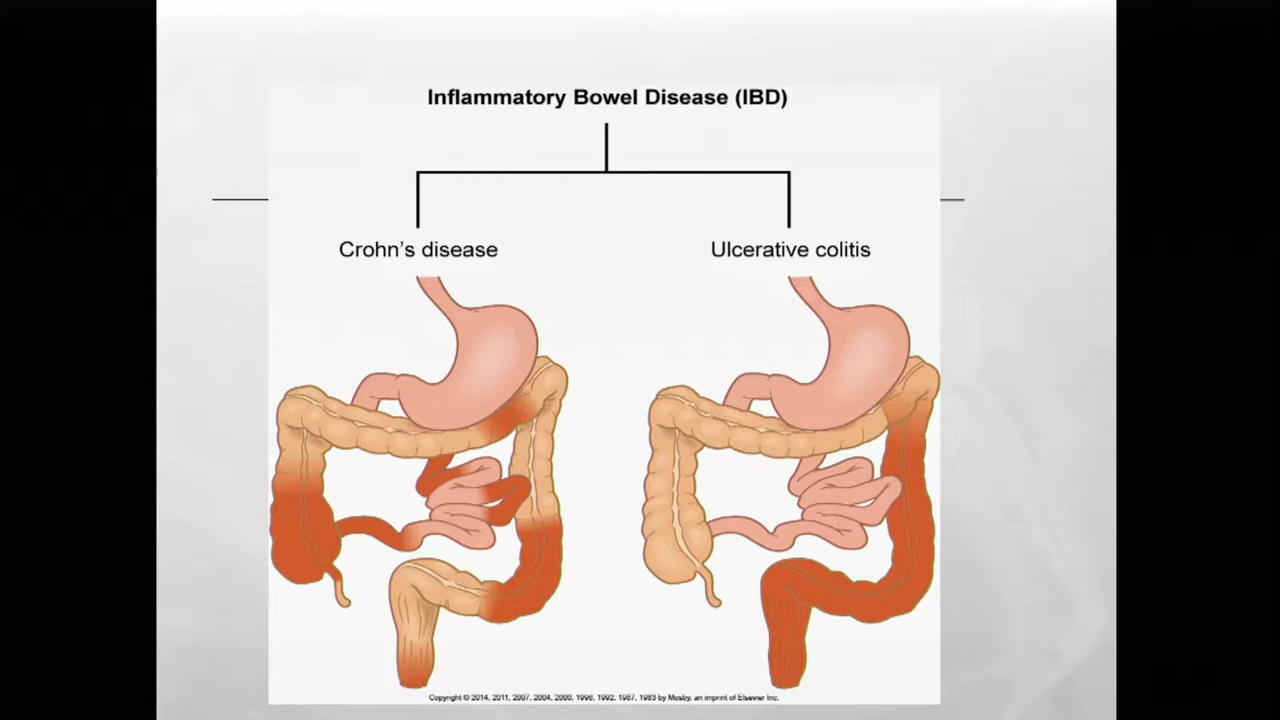 Inflammatory Bowel Disease (IBD)
Crohn's disease
Ulcerative colitis
Copyright © 2014, 2011, 2007, 2004, 2000, 1996, 1992, 1987, 1983 by Mosby, an imprint of Elsevier Inc.